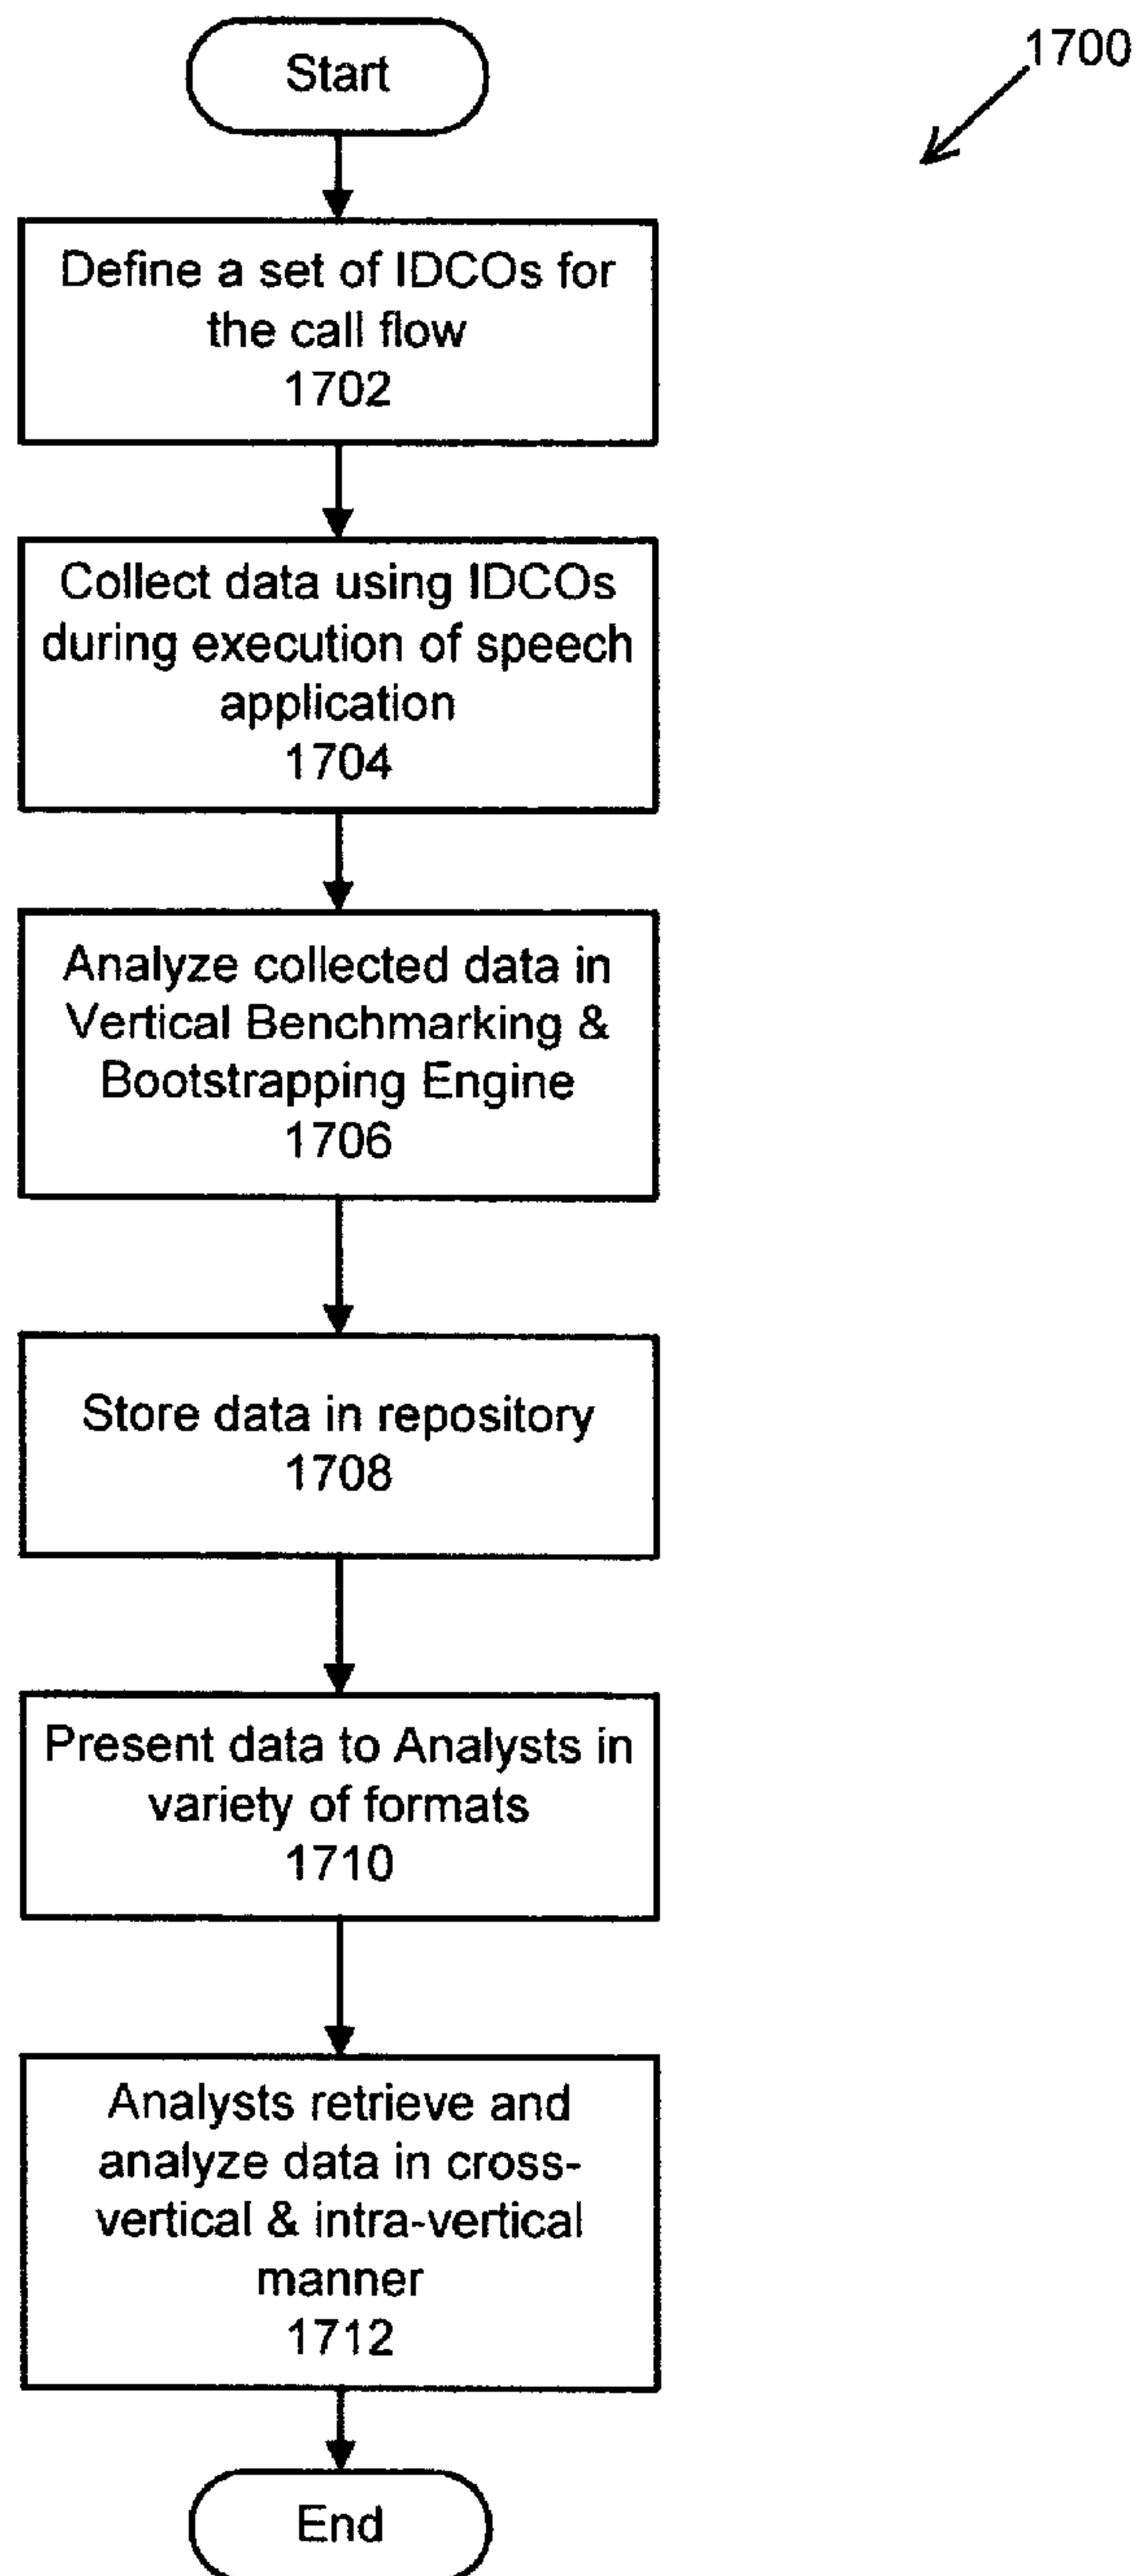 Start
1700
Define a set of IDCOs for
the call flow
1702
Collect data using IDCOs
during execution of speech
application
1704
Analyze collected data in
Vertical Benchmarking &
Bootstrapping Engine
1706
Store data in repository
1708
Present data to Analysts in
variety of formats
1710
Analysts retrieve and
analyze data in cross-
vertical & intra-vertical
manner
1712
End